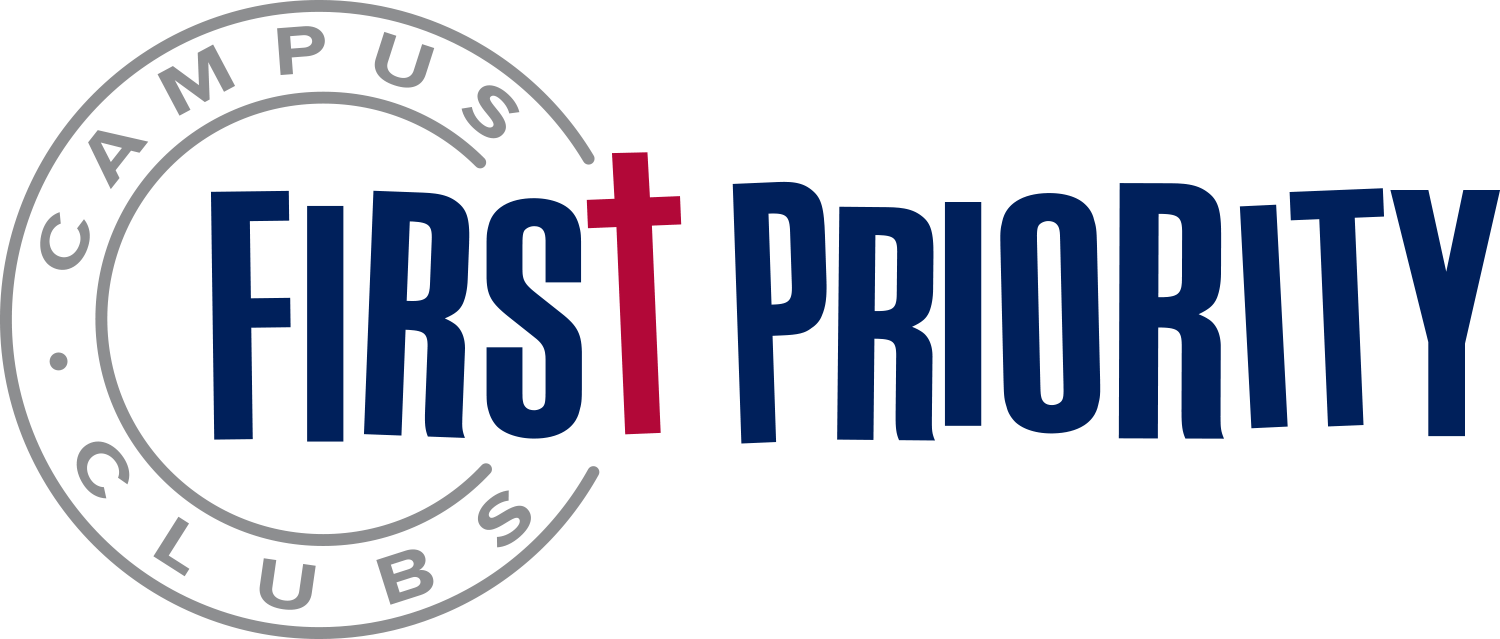 CAMPUS
FIRST PRIORITY
· CLUBS